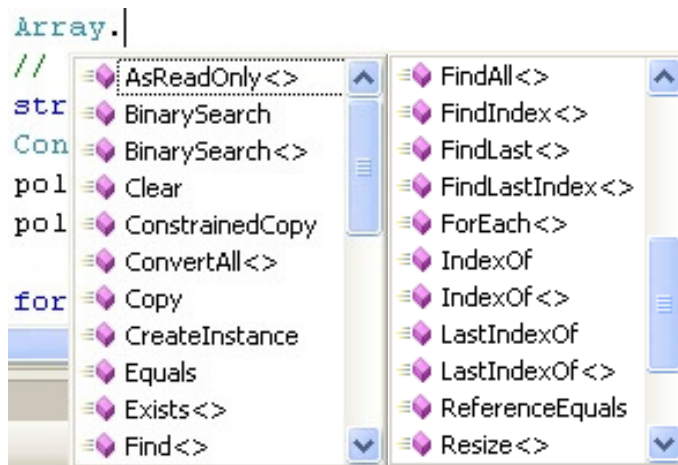 Array.
//
str
Con
pol
pol
for
AsReadOnly<>
BinarySearch
BinarySearch<>
Clear
ConstrainedCopy
ConvertAll<>
Copy
CreateInstance
Equals
Exists<>
Find<>
FindAll<>
FindIndex<>
FindLast<>
FindLastIndex<>
ForEach<>
IndexOf
IndexOf<>
LastIndexOf
LastIndexOf<>
ReferenceEquals
Resize<>